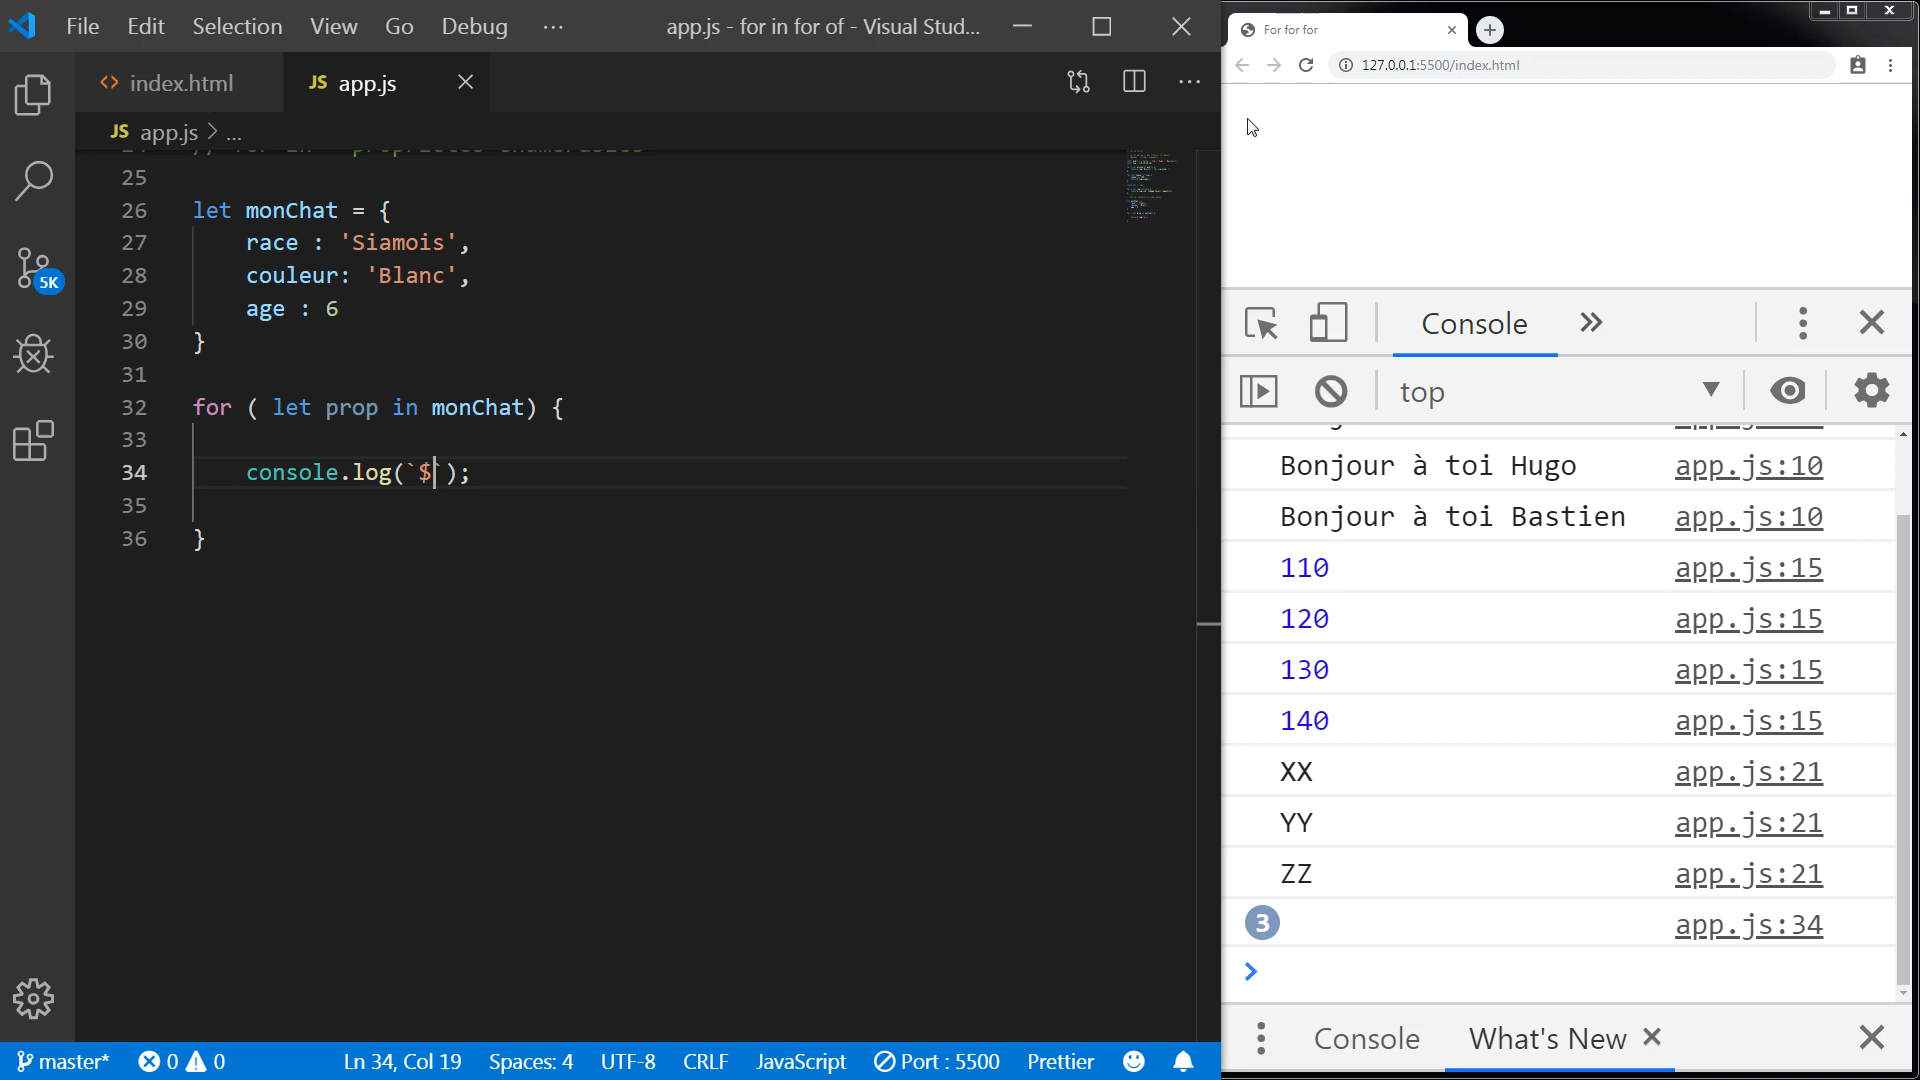 File Edit Selection View Go Debug ··· app.js - for in for of - Visual Stud...
index.html JS app.js
JS app.js > ...
25
26 let monChat = {
27 race : 'Siamois',
28 couleur: 'Blanc',
29 age : 6
30 }
31
32 for ( let prop in monChat) {
33
34 console.log(`$`);
35
36 }
5K
master* 0 0 Ln 34, Col 19 Spaces: 4 UTF-8 CRLF JavaScript Port : 5500 Prettier
For for for
127.0.0.1:5500/index.html
Console
top
Bonjour à toi Hugo app.js:10
Bonjour à toi Bastien app.js:10
110 app.js:15
120 app.js:15
130 app.js:15
140 app.js:15
XX app.js:21
YY app.js:21
ZZ app.js:21
3 app.js:34
Console What's New